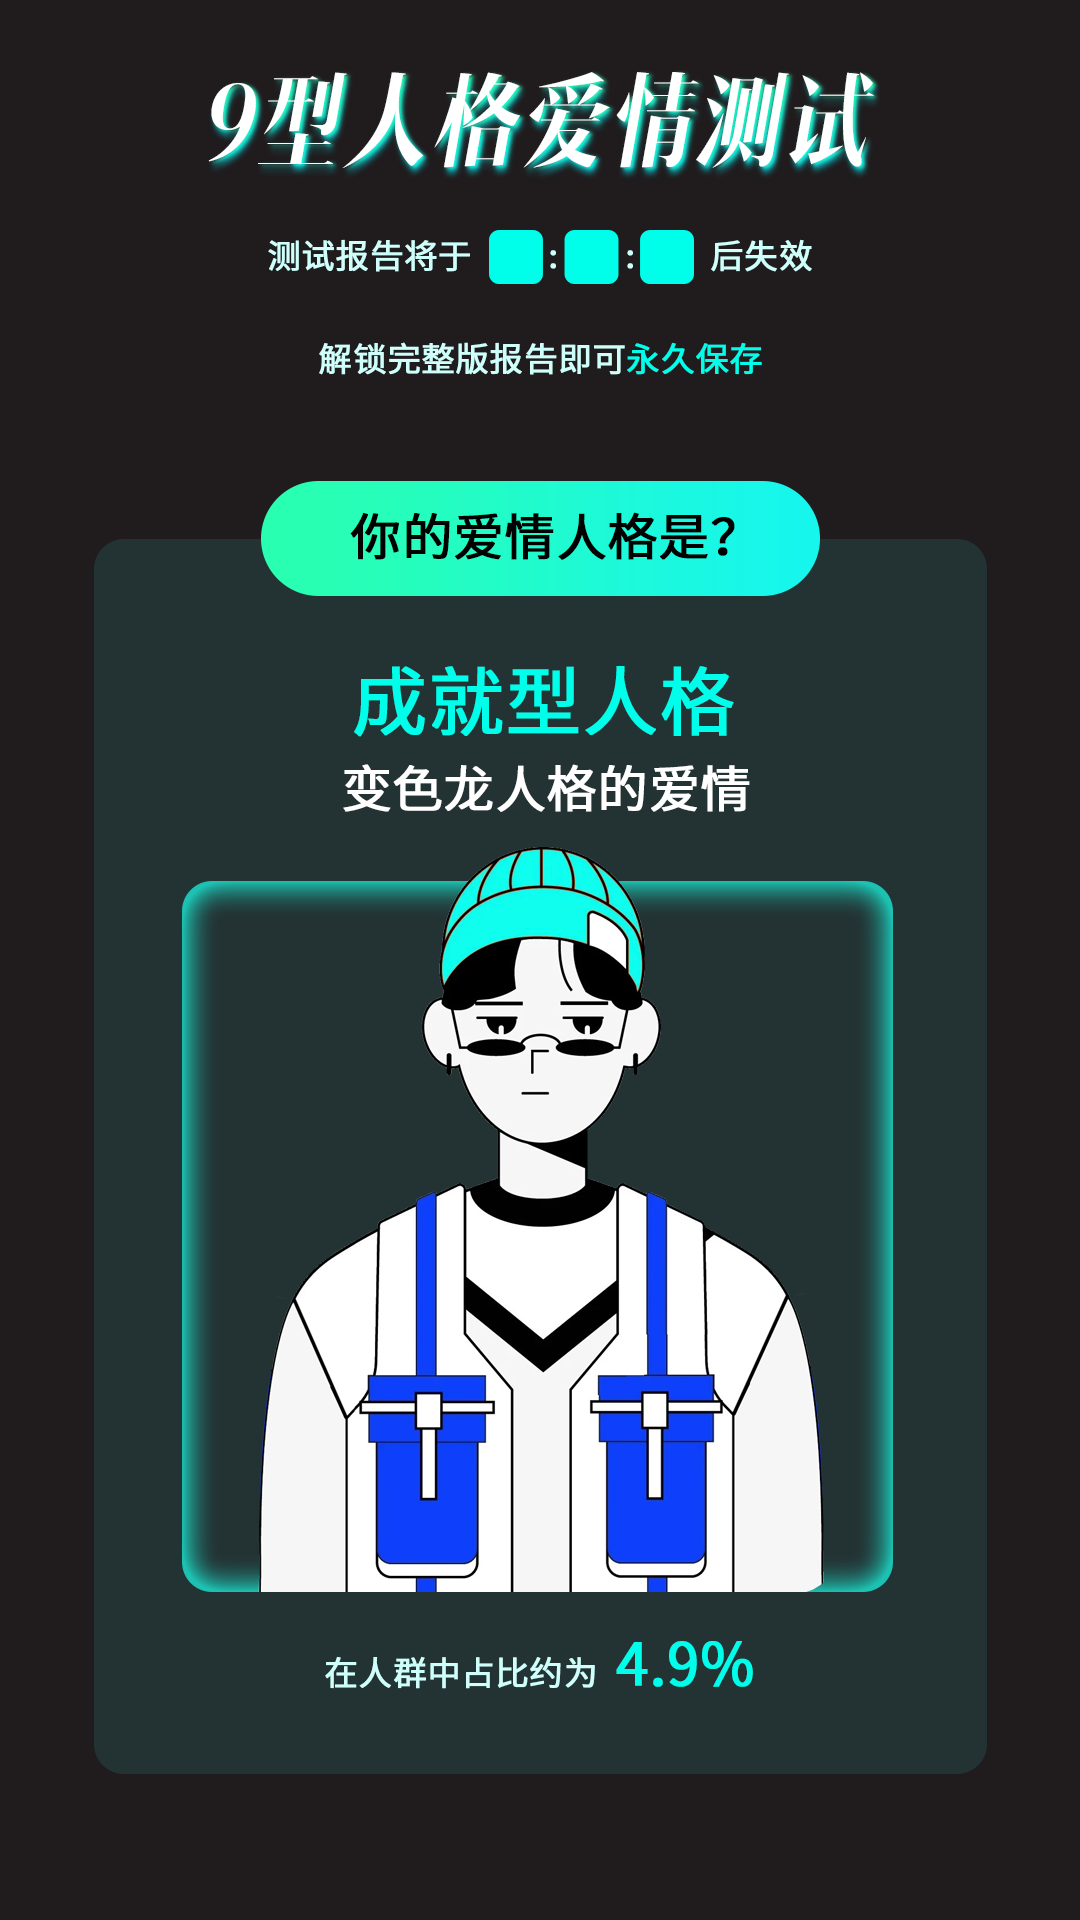 9型人格爱情测试
测试报告将于 : : 后失效
解锁完整版报告即可永久保存
你的爱情人格是？
成就型人格
变色龙人格的爱情
在人群中占比约为 4.9%